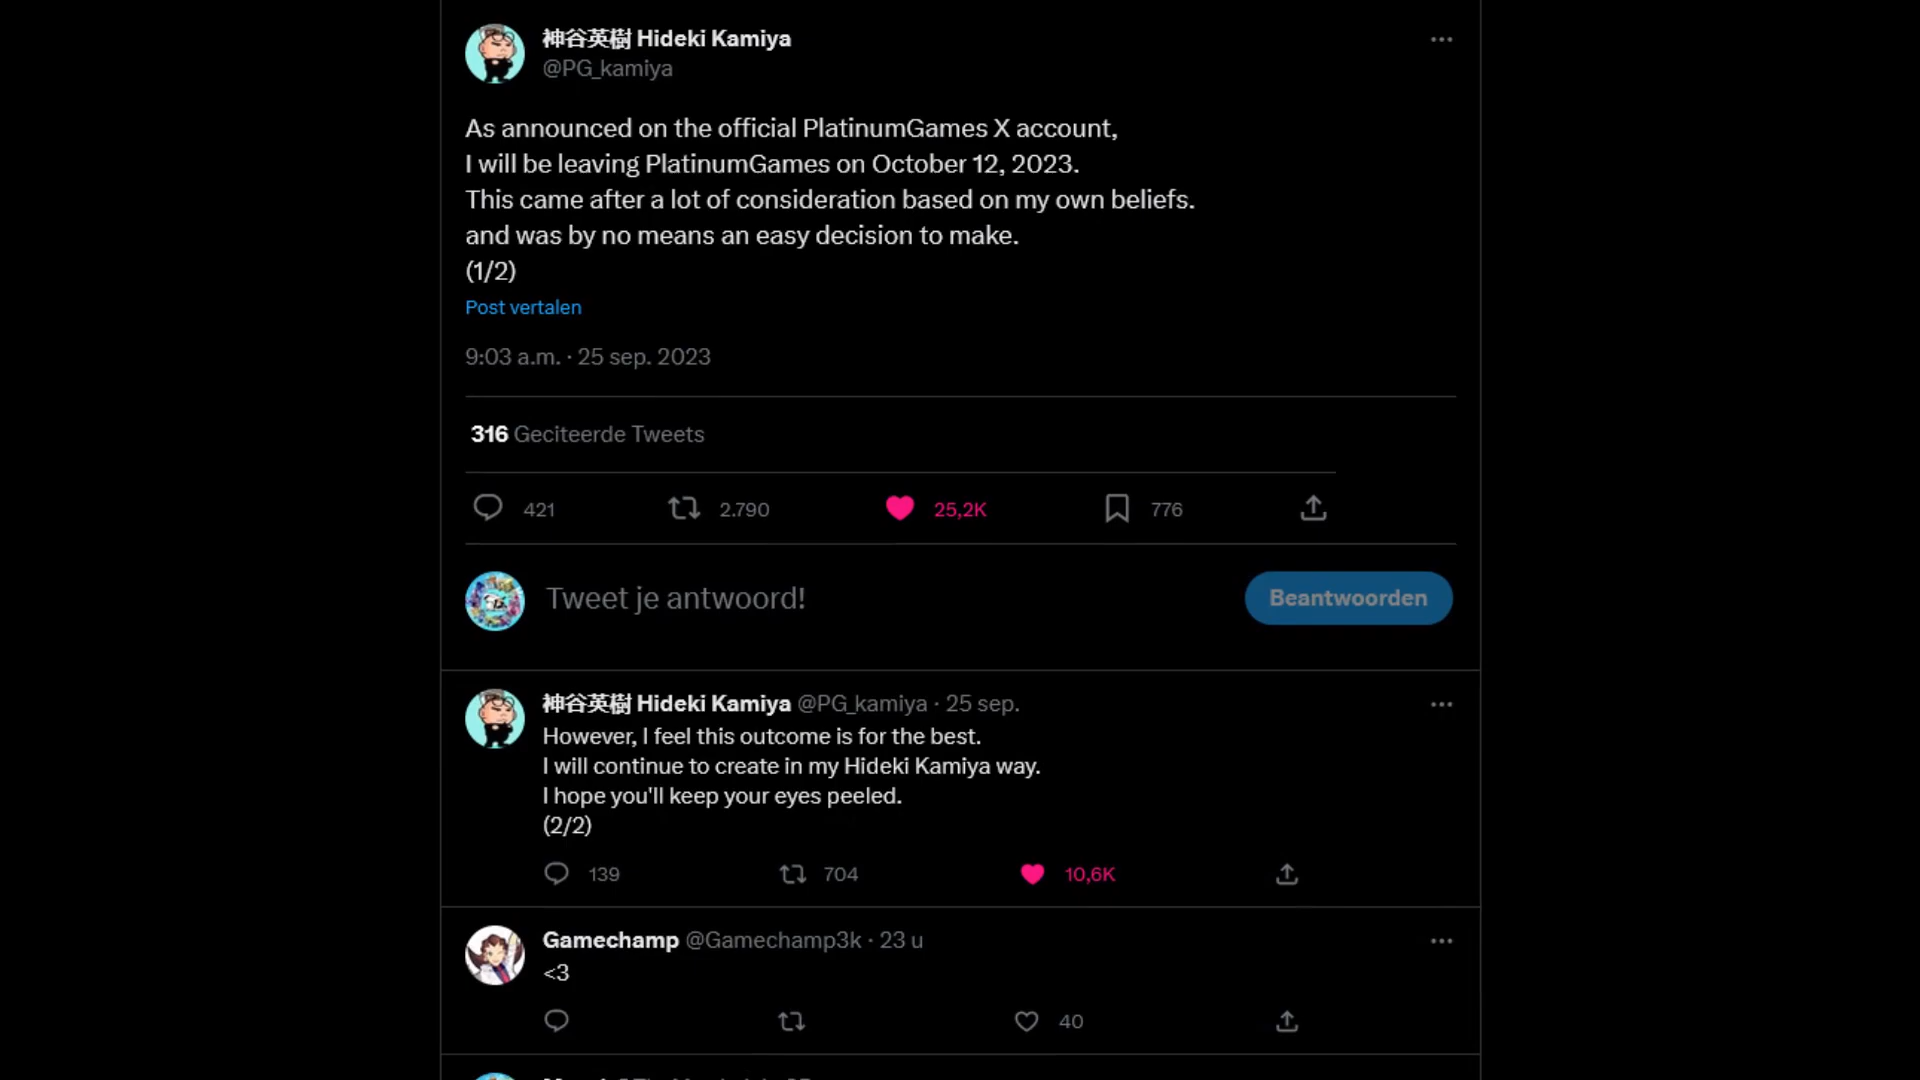 神谷英樹 Hideki Kamiya
@PG_kamiya
As announced on the official PlatinumGames X account,
I will be leaving PlatinumGames on October 12, 2023.
This came after a lot of consideration based on my own beliefs.
and was by no means an easy decision to make.
(1/2)
Post vertalen
9:03 a.m. · 25 sep. 2023
316 Geciteerde Tweets
421 2.790 25,2K 776
Tweet je antwoord!
Beantwoorden
神谷英樹 Hideki Kamiya @PG_kamiya · 25 sep.
However, I feel this outcome is for the best.
I will continue to create in my Hideki Kamiya way.
I hope you'll keep your eyes peeled.
(2/2)
139 704 10,6K
Gamechamp @Gamechamp3k · 23 u
<3
40